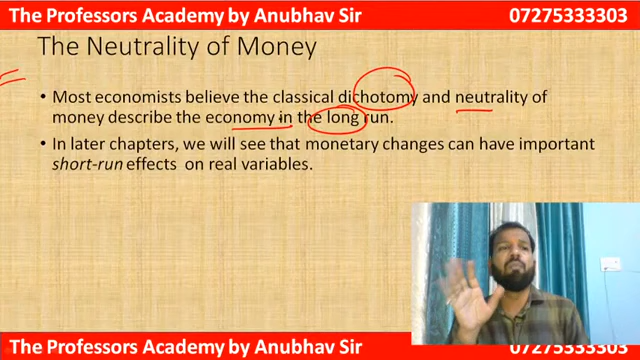 The Professors Academy by Anubhav Sir 07275333303
The Neutrality of Money
• Most economists believe the classical dichotomy and neutrality of
money describe the economy in the long run.
• In later chapters, we will see that monetary changes can have important
short-run effects on real variables.
The Professors Academy by Anubhav Sir 07275333303